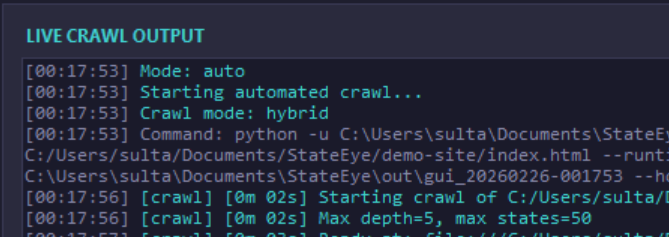 LIVE CRAWL OUTPUT
[00:17:53] Mode: auto
[00:17:53] Starting automated crawl...
[00:17:53] Crawl mode: hybrid
[00:17:53] Command: python -u C:\Users\sulta\Documents\StateEy
C:/Users/sulta/Documents/StateEye/demo-site/index.html --runt
C:\Users\sulta\Documents\StateEye\out\gui_20260226-001753 --h
[00:17:56] [crawl] [0m 02s] Starting crawl of C:/Users/sulta/
[00:17:56] [crawl] [0m 02s] Max depth=5, max states=50